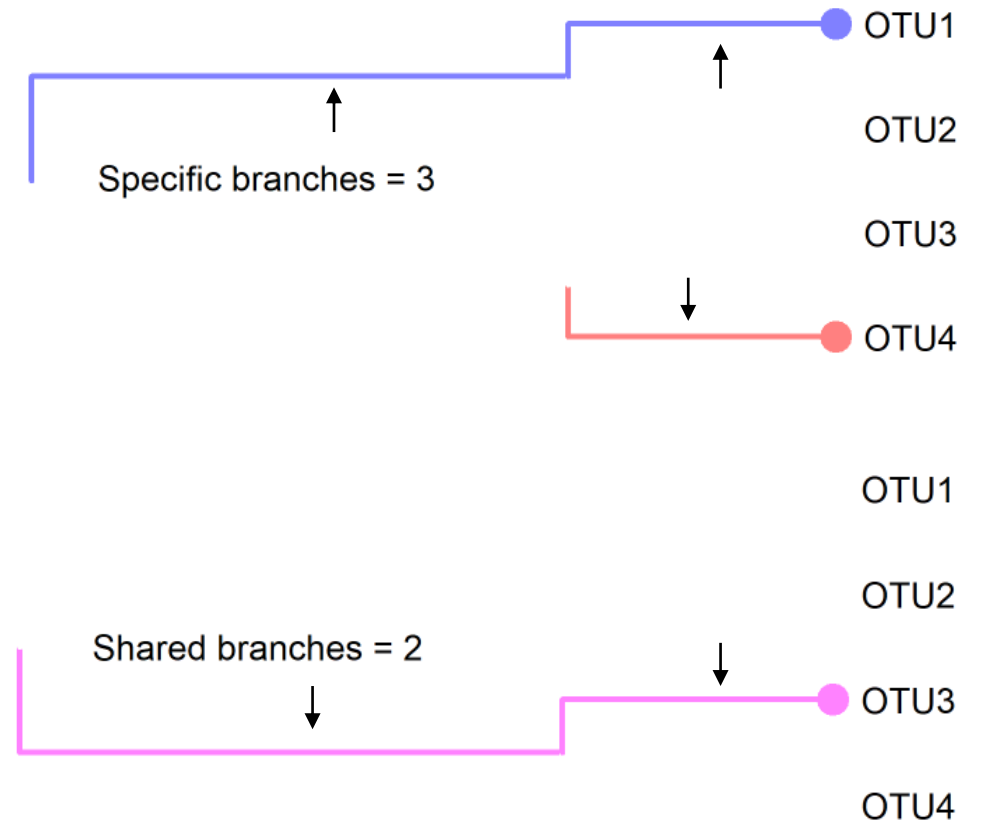 OTU1
OTU2
Specific branches = 3
OTU3
OTU4
OTU1
OTU2
Shared branches = 2
OTU3
OTU4